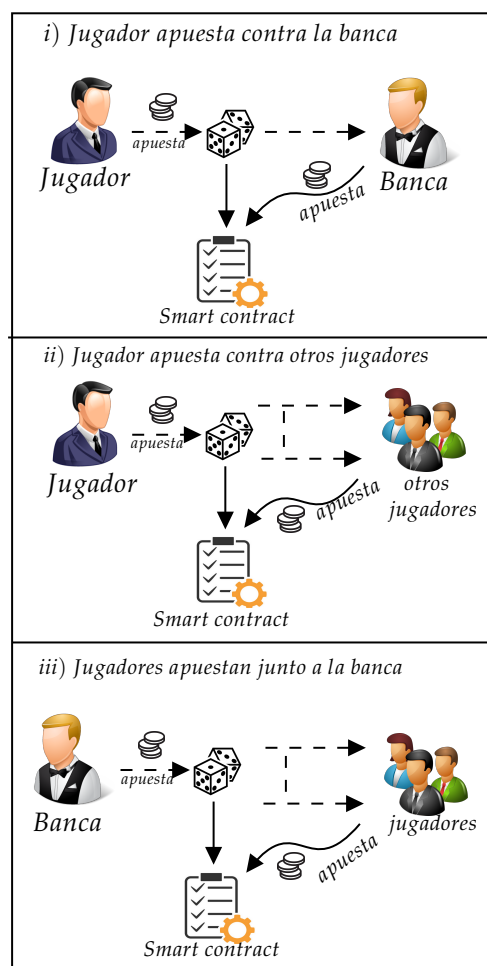 i) Jugador apuesta contra la banca
apuesta
Jugador
Banca
apuesta
Smart contract
ii) Jugador apuesta contra otros jugadores
apuesta
Jugador
otros
jugadores
apuesta
Smart contract
iii) Jugadores apuestan junto a la banca
apuesta
Banca
jugadores
apuesta
Smart contract